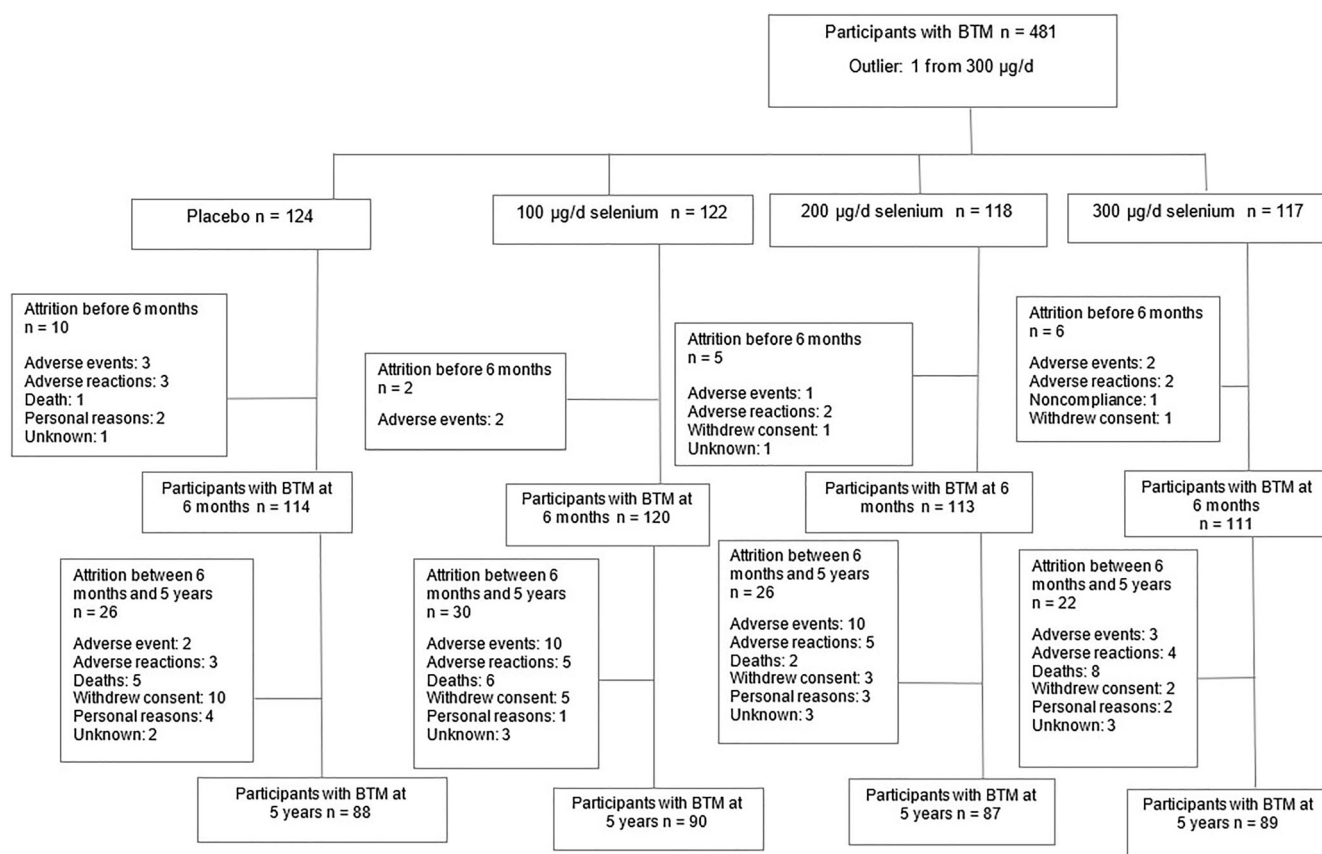 Participants with BTM n = 481
Outlier: 1 from 300 µg/d
Placebo n = 124
100 µg/d selenium n = 122
200 µg/d selenium n = 118
300 µg/d selenium n = 117
Attrition before 6 months
n = 10
Adverse events: 3
Adverse reactions: 3
Death: 1
Personal reasons: 2
Unknown: 1
Attrition before 6 months
n = 2
Adverse events: 2
Attrition before 6 months
n = 5
Adverse events: 1
Adverse reactions: 2
Withdrew consent: 1
Unknown: 1
Attrition before 6 months
n = 6
Adverse events: 2
Adverse reactions: 2
Noncompliance: 1
Withdrew consent: 1
Participants with BTM at
6 months n = 114
Participants with BTM at
6 months n = 120
Participants with BTM at 6
months n = 113
Participants with BTM at
6 months
n = 111
Attrition between 6
months and 5 years
n = 26
Adverse event: 2
Adverse reactions: 3
Deaths: 5
Withdrew consent: 10
Personal reasons: 4
Unknown: 2
Attrition between 6
months and 5 years
n = 30
Adverse events: 10
Adverse reactions: 5
Deaths: 6
Withdrew consent: 5
Personal reasons: 1
Unknown: 3
Attrition between 6
months and 5 years
n = 26
Adverse events: 10
Adverse reactions: 5
Deaths: 2
Withdrew consent: 3
Personal reasons: 3
Unknown: 3
Attrition between 6
months and 5 years
n = 22
Adverse events: 3
Adverse reactions: 4
Deaths: 8
Withdrew consent: 2
Personal reasons: 2
Unknown: 3
Participants with BTM at
5 years n = 88
Participants with BTM at
5 years n = 90
Participants with BTM at
5 years n = 87
Participants with BTM at
5 years n = 89